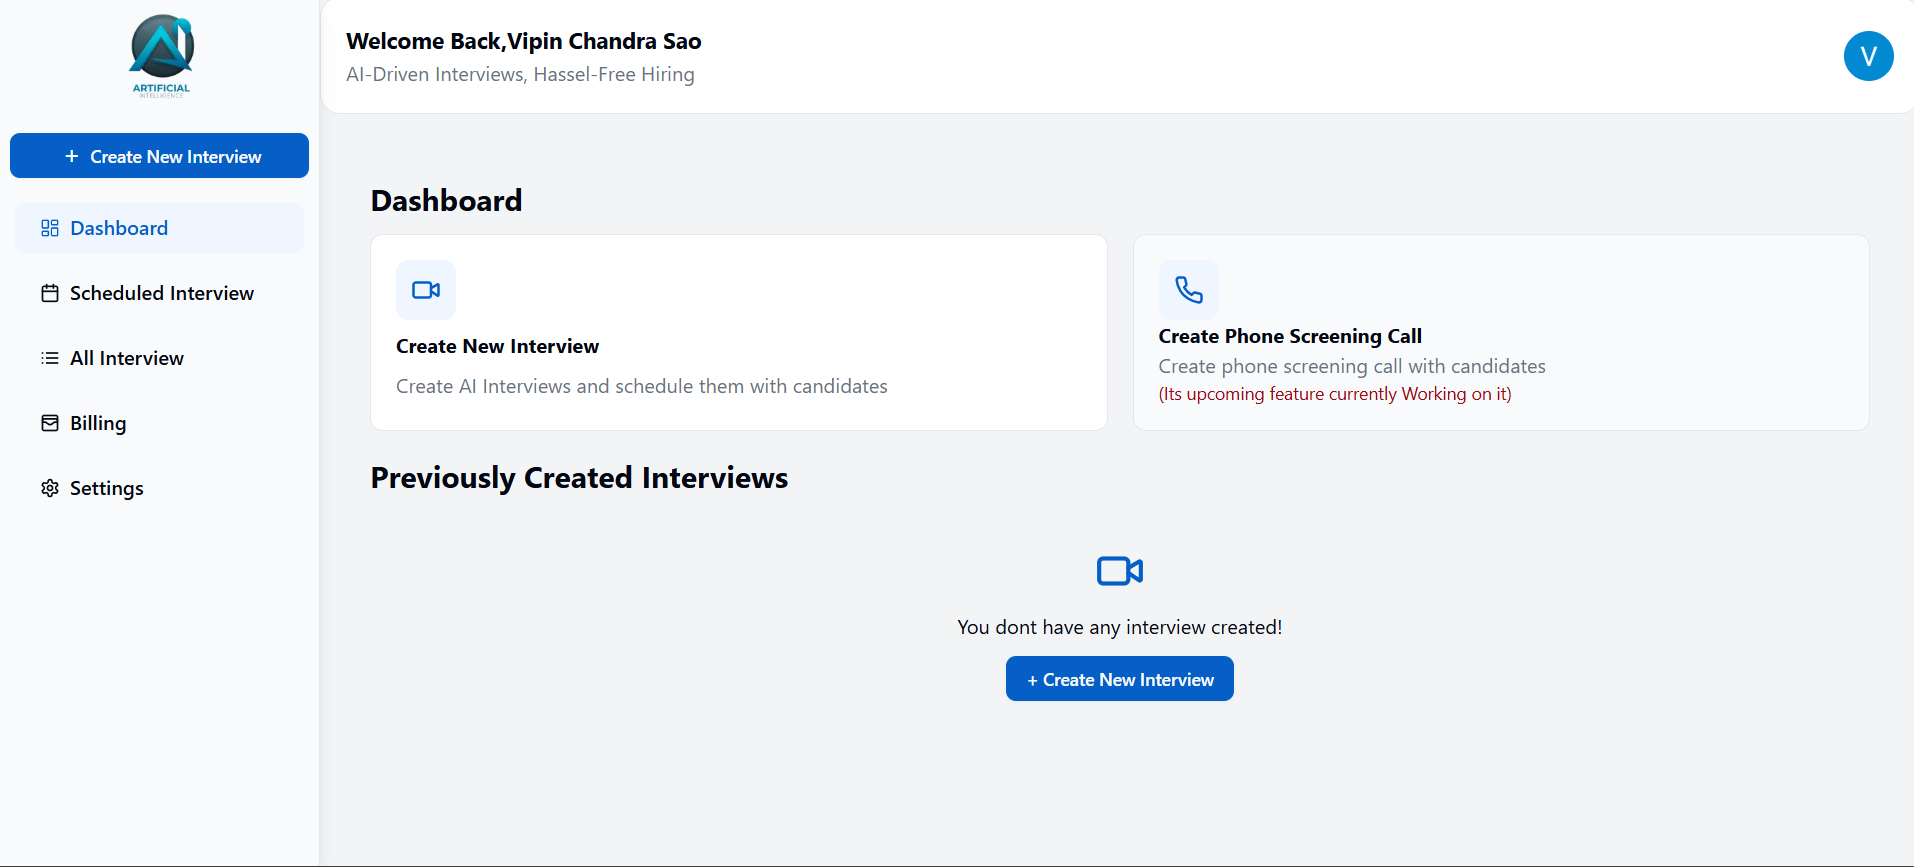 ARTIFICIAL
INTELLIGENCE
+ Create New Interview
Dashboard
Scheduled Interview
All Interview
Billing
Settings
Welcome Back,Vipin Chandra Sao
AI-Driven Interviews, Hassel-Free Hiring
V
Dashboard
Create New Interview
Create AI Interviews and schedule them with candidates
Create Phone Screening Call
Create phone screening call with candidates
(Its upcoming feature currently Working on it)
Previously Created Interviews
You dont have any interview created!
+ Create New Interview